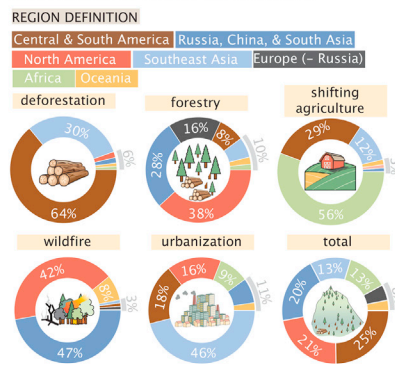 REGION DEFINITION
Central & South America Russia, China, & South Asia
North America Southeast Asia Europe (- Russia)
Africa Oceania
deforestation forestry shifting agriculture
30% 6% 64%
16% 8% 10% 28% 38%
29% 12% 56%
wildfire urbanization total
42% 8% 3% 47%
16% 9% 11% 18% 46%
13% 13% 20% 21% 25%